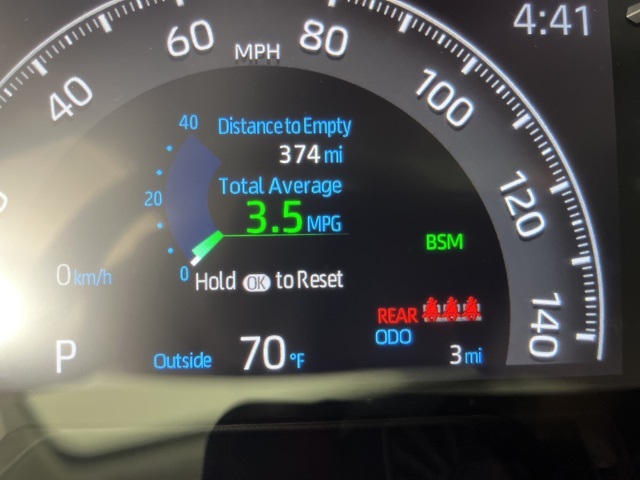 4:41
60 MPH 80
40 100
40 Distance to Empty
374 mi
Total Average
20
3.5 MPG
120
BSM
0 km/h
0 Hold OK to Reset
REAR
140
ODO
P Outside 70 °F
3 mi